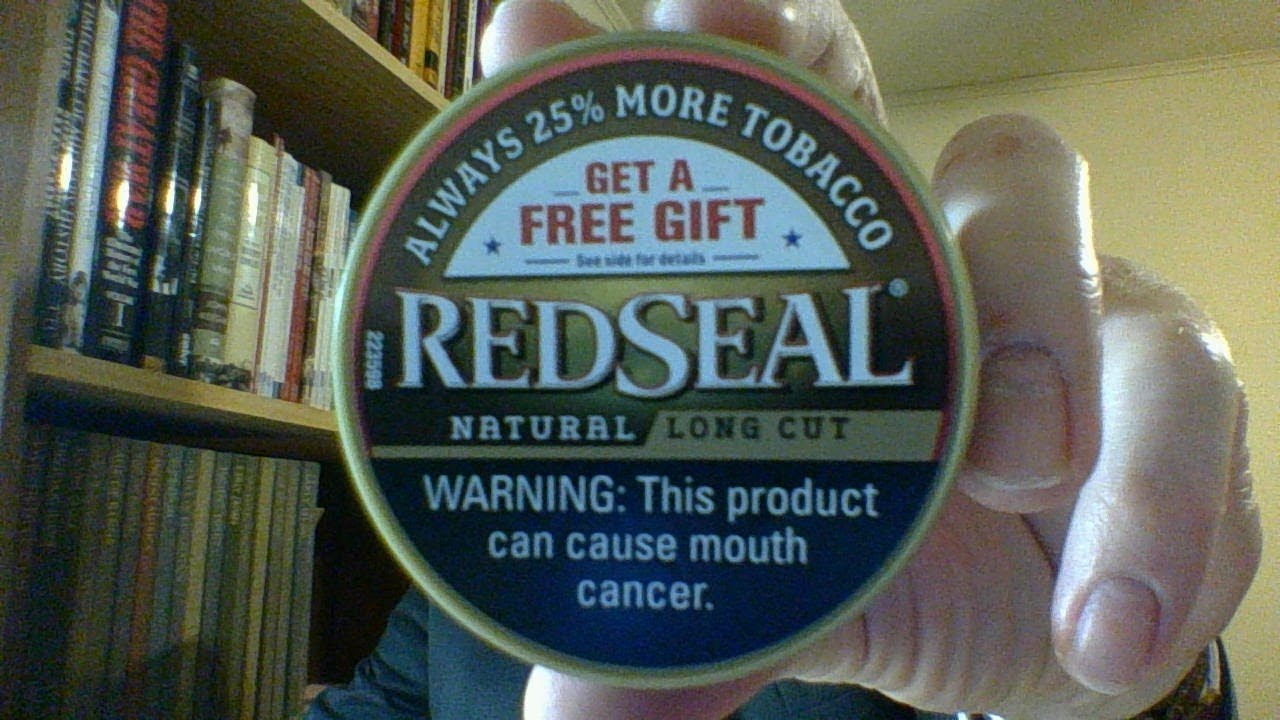 ALWAYS 25% MORE TOBACCO
GET A
FREE GIFT
See side for details
REDSEAL®
223599
NATURAL LONG CUT
WARNING: This product
can cause mouth
cancer.